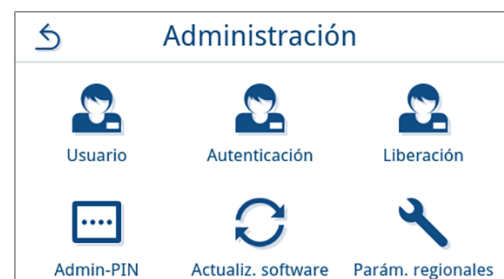 Administración
Usuario Autenticación Liberación
Admin-PIN Actualiz. software Parám. regionales